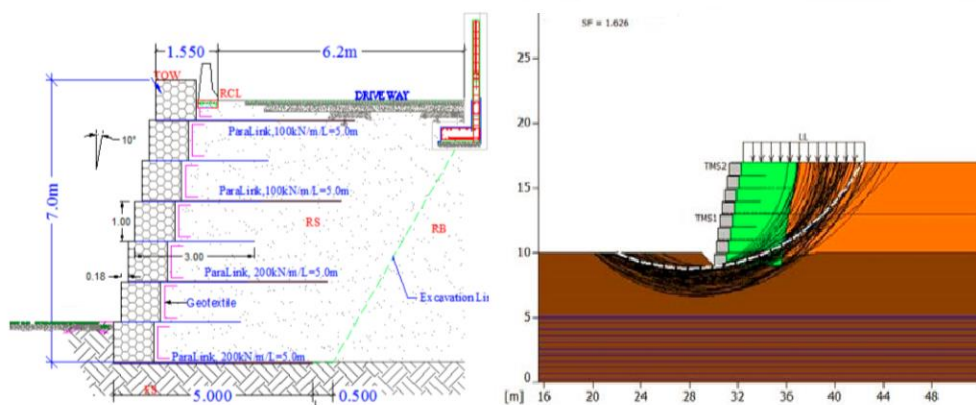 1.550
6.2m
TOW
RCL
DRIVE WAY
10°
ParaLink,100kN/m/L=5.0m
7.0m
ParaLink,100kN/m/L=5.0m
1.00
RS
RB
3.00
0.18
ParaLink, 200kN/m/L=5.0m
Excavation Li
Geotextile
ParaLink, 200kN/m/L=5.0m
FS
5.000
0.500
SF = 1.626
25
20
LL
TMS2
15
TMS1
10
5
0
[m] 16 20 24 28 32 36 40 44 48